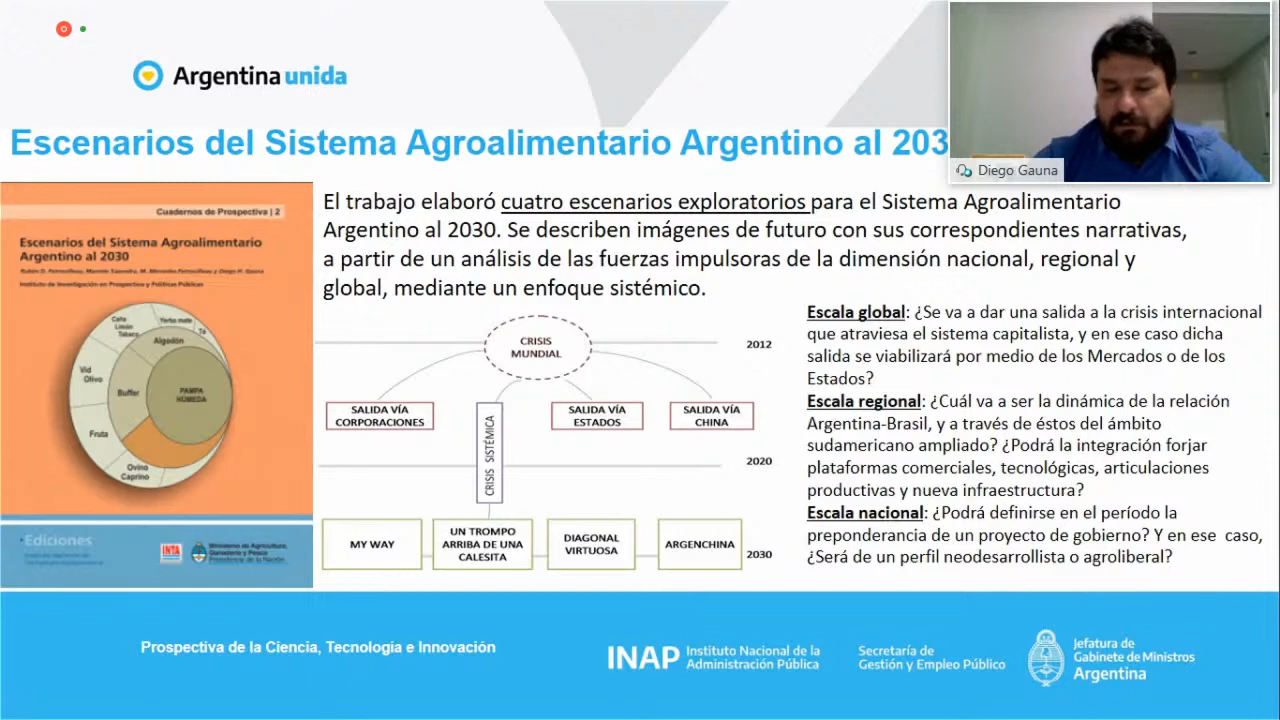 Argentina unida
Escenarios del Sistema Agroalimentario Argentino al 203
Diego Gauna
Cuadernos de Prospectiva | 2
Escenarios del Sistema Agroalimentario
Argentino al 2030
Instituto de Investigación en Prospectiva y Políticas Públicas
Caña
Limón
Tabaco
Yerba mate
Té
Algodón
Vid
Olivo
Buffer
PAMPA
HÚMEDA
Fruta
Ovino
Caprino
Ediciones
INTA
Ministerio de Agricultura,
Ganadería y Pesca
Presidencia de la Nación
El trabajo elaboró cuatro escenarios exploratorios para el Sistema Agroalimentario
Argentino al 2030. Se describen imágenes de futuro con sus correspondientes narrativas,
a partir de un análisis de las fuerzas impulsoras de la dimensión nacional, regional y
global, mediante un enfoque sistémico.
CRISIS
MUNDIAL
2012
SALIDA VÍA
CORPORACIONES
CRISIS SISTÉMICA
SALIDA VÍA
ESTADOS
SALIDA VÍA
CHINA
2020
MY WAY
UN TROMPO
ARRIBA DE UNA
CALESITA
DIAGONAL
VIRTUOSA
ARGENCHINA
2030
Escala global: ¿Se va a dar una salida a la crisis internacional
que atraviesa el sistema capitalista, y en ese caso dicha
salida se viabilizará por medio de los Mercados o de los
Estados?
Escala regional: ¿Cuál va a ser la dinámica de la relación
Argentina-Brasil, y a través de éstos del ámbito
sudamericano ampliado? ¿Podrá la integración forjar
plataformas comerciales, tecnológicas, articulaciones
productivas y nueva infraestructura?
Escala nacional: ¿Podrá definirse en el período la
preponderancia de un proyecto de gobierno? Y en ese caso,
¿Será de un perfil neodesarrollista o agroliberal?
Prospectiva de la Ciencia, Tecnología e Innovación
INAP
Instituto Nacional de la
Administración Pública
Secretaría de
Gestión y Empleo Público
Jefatura de
Gabinete de Ministros
Argentina